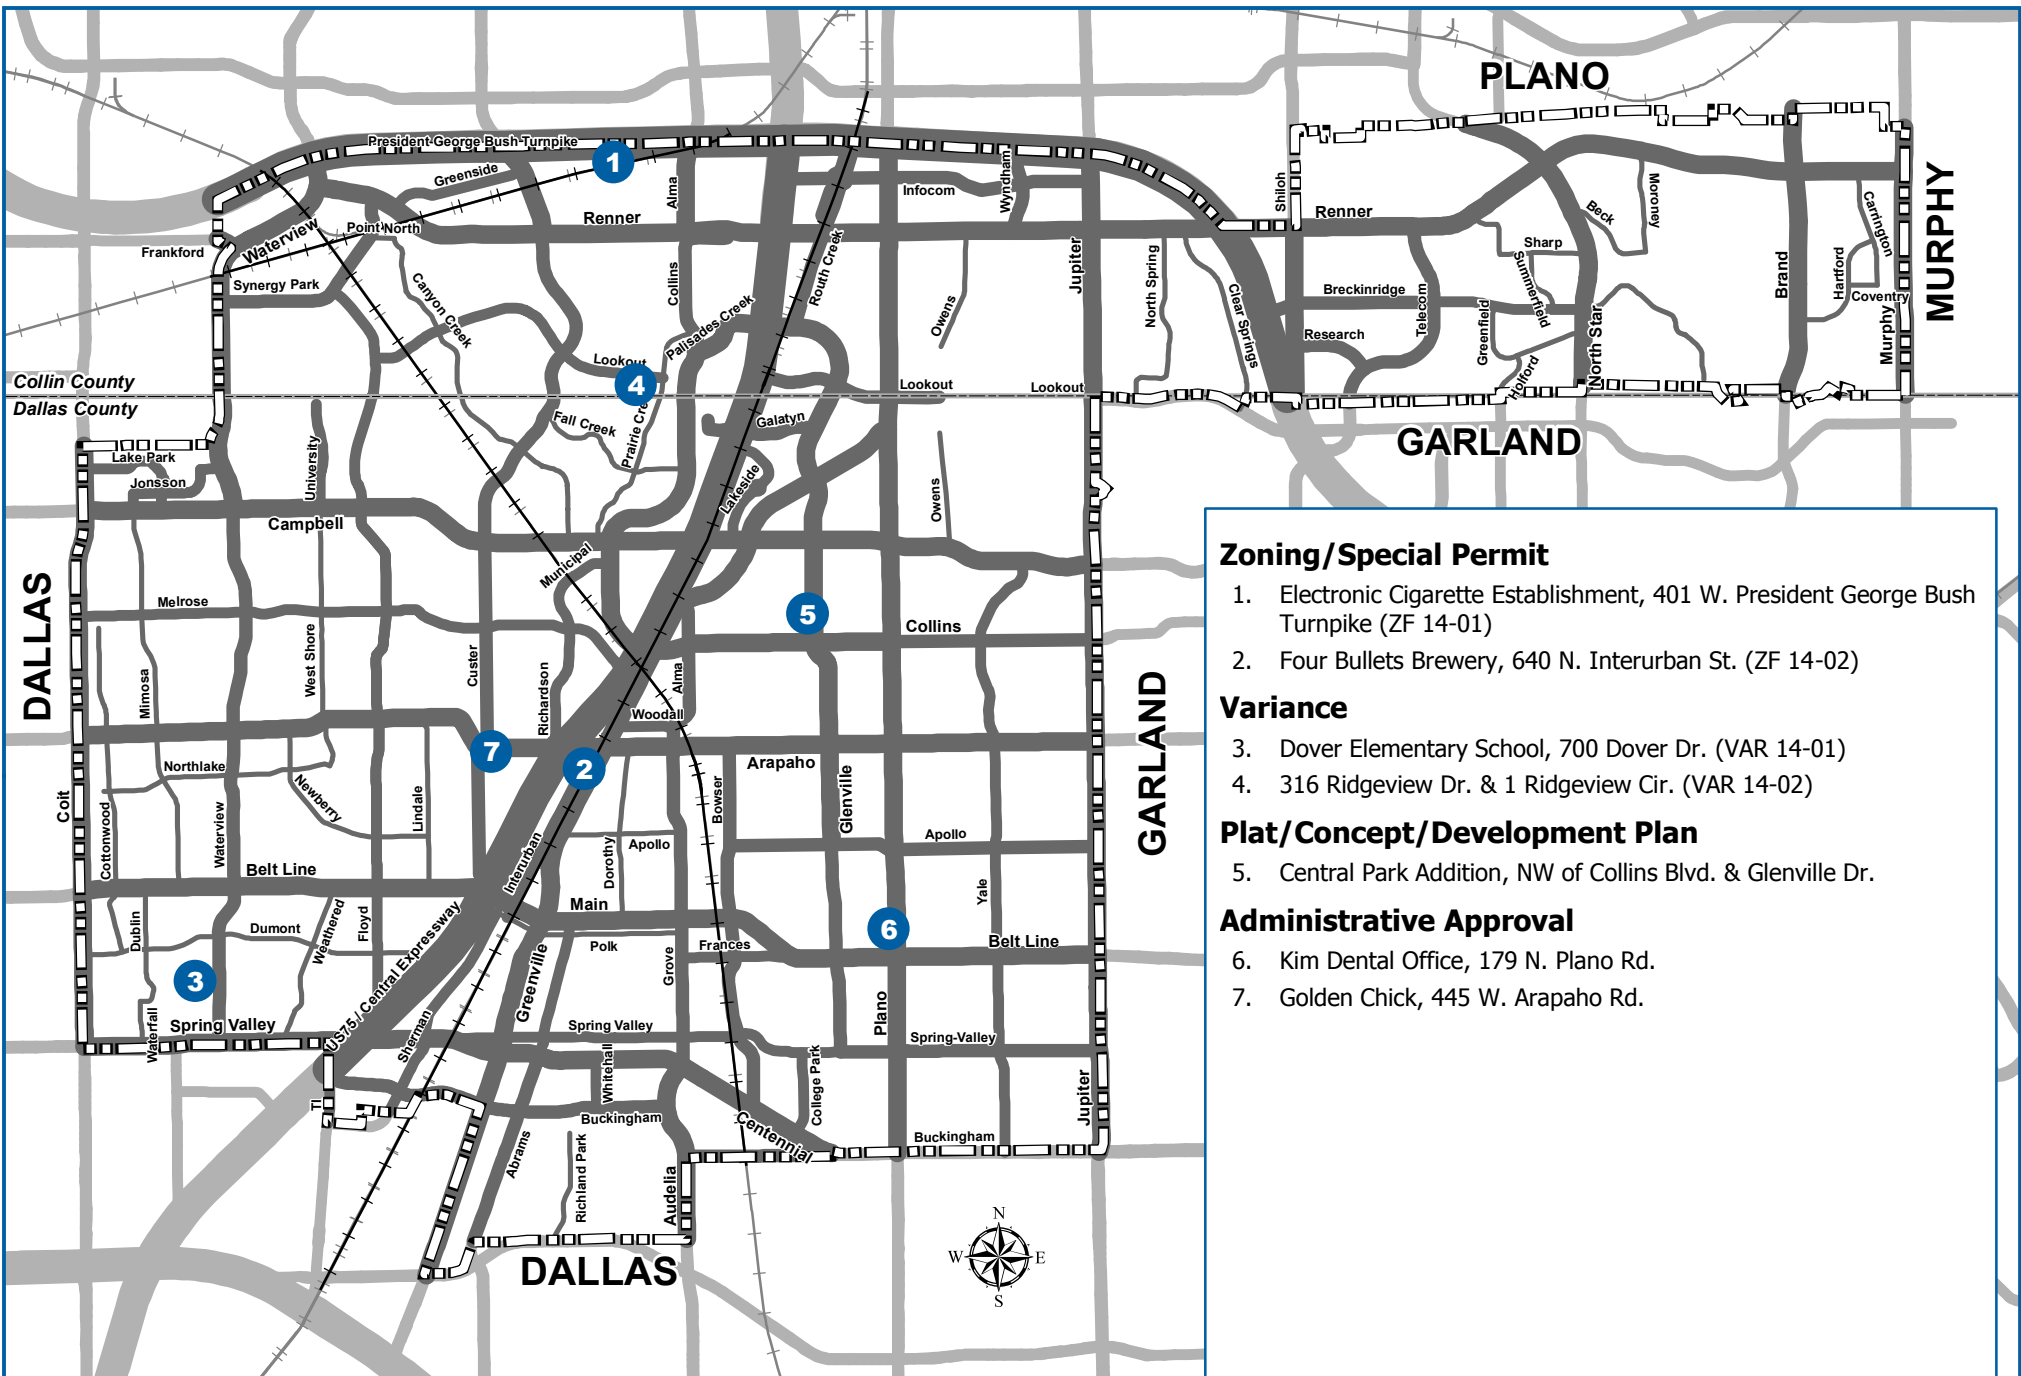 PLANO
President George Bush Turnpike
1
Greenside
Alma
Infocom
Wyndham
Shiloh
Moroney
MURPHY
Beck
Carrington
Renner
Renner
Point North
Waterview
Frankford
Routh Creek
Jupiter
North Spring
Sharp
Summerfield
Brand
Hartford
Synergy Park
Canyon Creek
Collins
Palisades Creek
Owens
Clear Springs
Breckinridge
Telecom
Coventry
Research
Greenfield
North Star
Murphy
Lookout
4
Lookout
Lookout
Holford
Collin County
Dallas County
Fall Creek
Prairie Creek
Galatyn
GARLAND
Lake Park
Jonsson
University
Lakeside
Owens
Campbell
Municipal
DALLAS
Melrose
5
Collins
West Shore
Mimosa
Custer
Richardson
Alma
GARLAND
Woodall
7
2
Arapaho
Northlake
Newberry
Coit
Cottonwood
Waterview
Lindale
Bowser
Glenville
Interurban
Dorothy
Apollo
Apollo
Belt Line
Main
Yale
Dublin
Dumont
Weathered
Floyd
US75 / Central Expressway
Polk
Grove
Frances
6
Belt Line
3
Greenville
Plano
Waterfall
Spring Valley
Sherman
Spring Valley
Spring-Valley
Whitehall
College Park
TI
Buckingham
Centennial
Buckingham
Jupiter
Abrams
Richland Park
Audelia
DALLAS
N
W
E
S
Zoning/Special Permit
1. Electronic Cigarette Establishment, 401 W. President George Bush
Turnpike (ZF 14-01)
2. Four Bullets Brewery, 640 N. Interurban St. (ZF 14-02)
Variance
3. Dover Elementary School, 700 Dover Dr. (VAR 14-01)
4. 316 Ridgeview Dr. & 1 Ridgeview Cir. (VAR 14-02)
Plat/Concept/Development Plan
5. Central Park Addition, NW of Collins Blvd. & Glenville Dr.
Administrative Approval
6. Kim Dental Office, 179 N. Plano Rd.
7. Golden Chick, 445 W. Arapaho Rd.